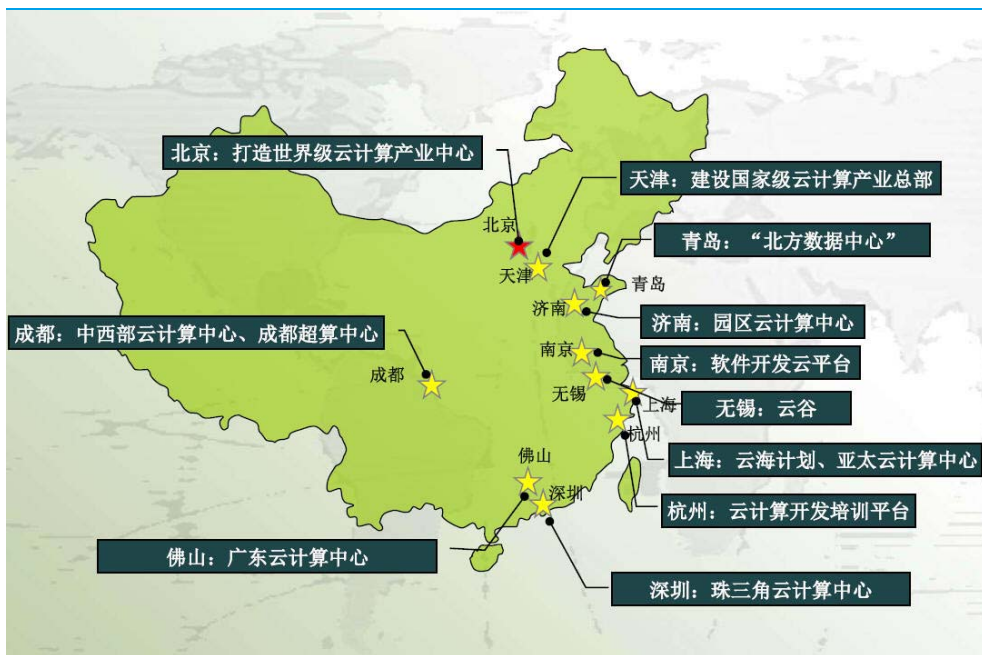 北京：打造世界级云计算产业中心
天津：建设国家级云计算产业总部
北京
青岛：“北方数据中心”
天津
青岛
济南
济南：园区云计算中心
成都：中西部云计算中心、成都超算中心
南京
南京：软件开发云平台
成都
无锡
无锡：云谷
上海
杭州
上海：云海计划、亚太云计算中心
佛山
深圳
杭州：云计算开发培训平台
佛山：广东云计算中心
深圳：珠三角云计算中心